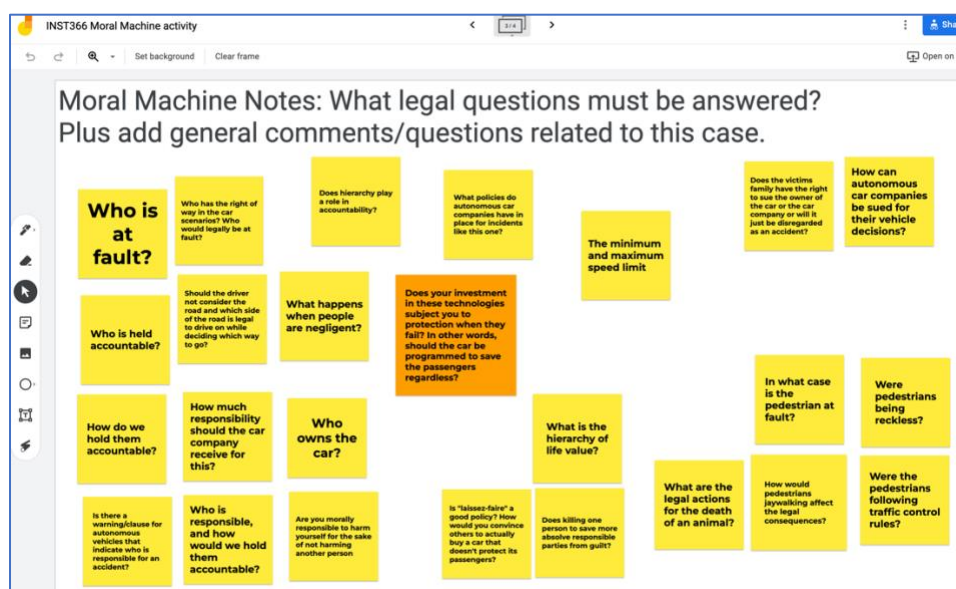 INST366 Moral Machine activity
3/4
Sha
Set background
Clear frame
Open on
Moral Machine Notes: What legal questions must be answered?
Plus add general comments/questions related to this case.
Who is
at
fault?
Who has the right of
way in the car
scenarios? Who
would legally be at
fault?
Does hierarchy play
a role in
accountability?
What policies do
autonomous car
companies have in
place for incidents
like this one?
The minimum
and maximum
speed limit
Does the victims
family have the right
to sue the owner of
the car or the car
company or will it
just be disregarded
as an accident?
How can
autonomous
car companies
be sued for
their vehicle
decisions?
Who is held
accountable?
Should the driver
not consider the
road and which side
of the road is legal
to drive on while
deciding which way
to go?
What happens
when people
are negligent?
Does your investment
in these technologies
subject you to
protection when they
fail? In other words,
should the car be
programmed to save
the passengers
regardless?
In what case
is the
pedestrian at
fault?
Were
pedestrians
being
reckless?
How do we
hold them
accountable?
How much
responsibility
should the car
company
receive for
this?
Who
owns the
car?
What is the
hierarchy of
life value?
What are the
legal actions
for the death
of an animal?
How would
pedestrians
jaywalking affect
the legal
consequences?
Were the
pedestrians
following
traffic control
rules?
Is there a
warning/clause for
autonomous
vehicles that
indicate who is
responsible for an
accident?
Who is
responsible,
and how
would we hold
them
accountable?
Are you morally
responsible to harm
yourself for the sake
of not harming
another person
Is "laissez-faire" a
good policy? How
would you convince
others to actually
buy a car that
doesn't protect its
passengers?
Does killing one
person to save more
absolve responsible
parties from guilt?